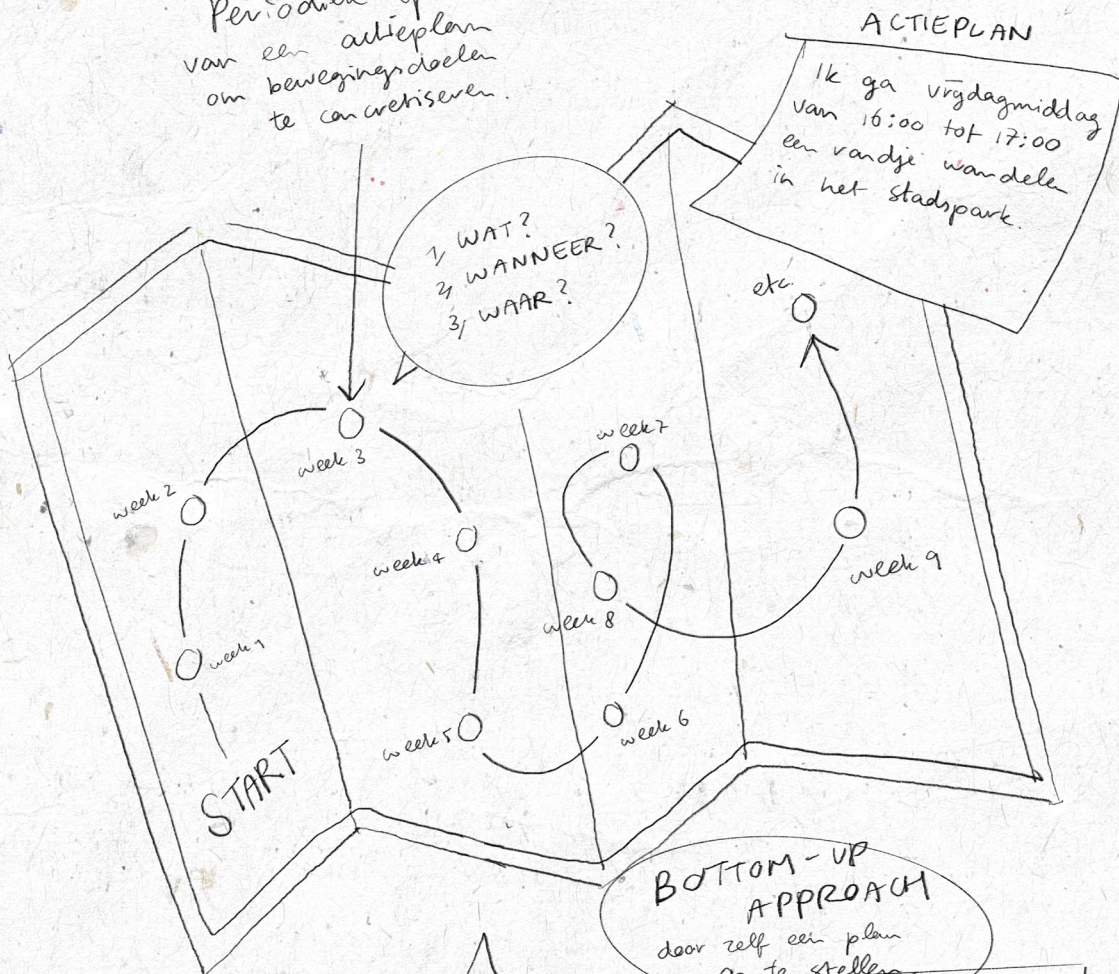 van een actieplan
om bewegingsdoelen
te concretiseren.
ACTIEPLAN
Ik ga vrijdagmiddag
van 16:00 tot 17:00
een rondje wandelen
in het stadspark.
1, WAT?
2, WANNEER?
3, WAAR?
etc.
week 7
week 3
week 2
week 4
week 9
week 8
week 1
week 6
week 5
START
BOTTOM-UP
APPROACH
door zelf een plan
te stellen